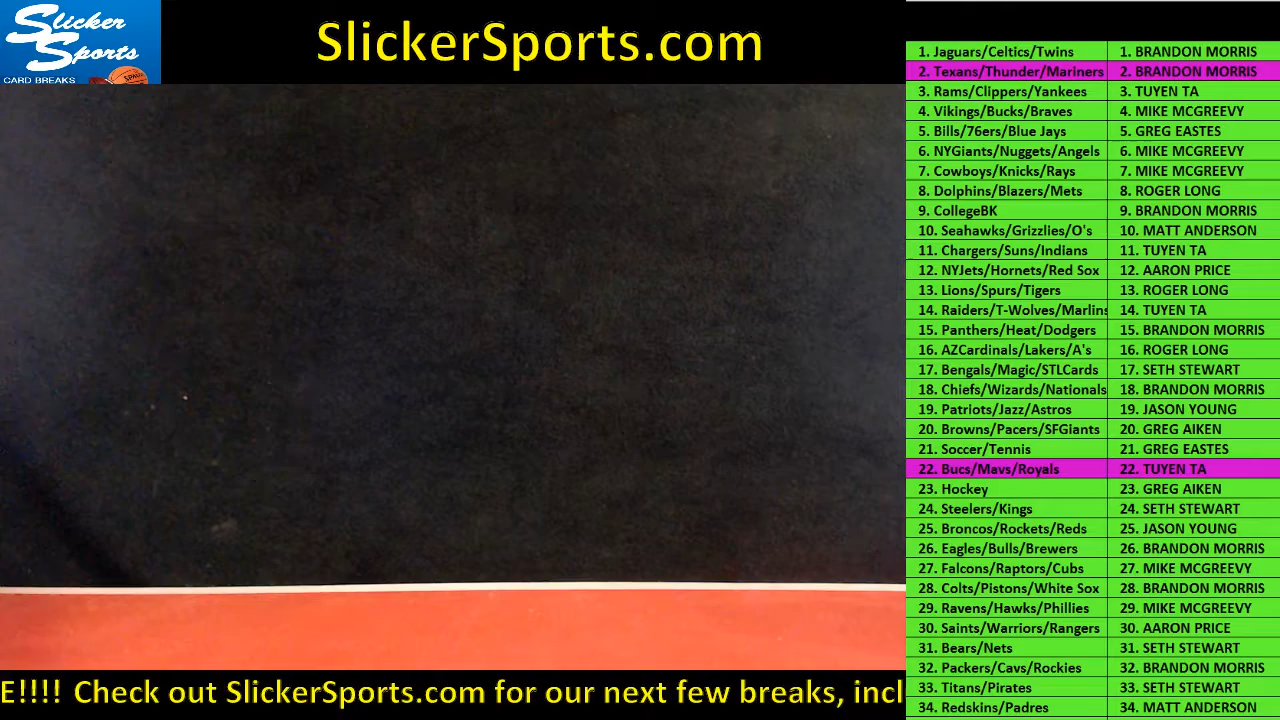 Slicker
Sports
CARD BREAKS
SlickerSports.com
1. Jaguars/Celtics/Twins 1. BRANDON MORRIS
2. Texans/Thunder/Mariners 2. BRANDON MORRIS
3. Rams/Clippers/Yankees 3. TUYEN TA
4. Vikings/Bucks/Braves 4. MIKE MCGREEVY
5. Bills/76ers/Blue Jays 5. GREG EASTES
6. NYGiants/Nuggets/Angels 6. MIKE MCGREEVY
7. Cowboys/Knicks/Rays 7. MIKE MCGREEVY
8. Dolphins/Blazers/Mets 8. ROGER LONG
9. CollegeBK 9. BRANDON MORRIS
10. Seahawks/Grizzlies/O's 10. MATT ANDERSON
11. Chargers/Suns/Indians 11. TUYEN TA
12. NYJets/Hornets/Red Sox 12. AARON PRICE
13. Lions/Spurs/Tigers 13. ROGER LONG
14. Raiders/T-Wolves/Marlins 14. TUYEN TA
15. Panthers/Heat/Dodgers 15. BRANDON MORRIS
16. AZCardinals/Lakers/A's 16. ROGER LONG
17. Bengals/Magic/STLCards 17. SETH STEWART
18. Chiefs/Wizards/Nationals 18. BRANDON MORRIS
19. Patriots/Jazz/Astros 19. JASON YOUNG
20. Browns/Pacers/SFGiants 20. GREG AIKEN
21. Soccer/Tennis 21. GREG EASTES
22. Bucs/Mavs/Royals 22. TUYEN TA
23. Hockey 23. GREG AIKEN
24. Steelers/Kings 24. SETH STEWART
25. Broncos/Rockets/Reds 25. JASON YOUNG
26. Eagles/Bulls/Brewers 26. BRANDON MORRIS
27. Falcons/Raptors/Cubs 27. MIKE MCGREEVY
28. Colts/Pistons/White Sox 28. BRANDON MORRIS
29. Ravens/Hawks/Phillies 29. MIKE MCGREEVY
30. Saints/Warriors/Rangers 30. AARON PRICE
31. Bears/Nets 31. SETH STEWART
32. Packers/Cavs/Rockies 32. BRANDON MORRIS
33. Titans/Pirates 33. SETH STEWART
34. Redskins/Padres 34. MATT ANDERSON
E!!!! Check out SlickerSports.com for our next few breaks, incl